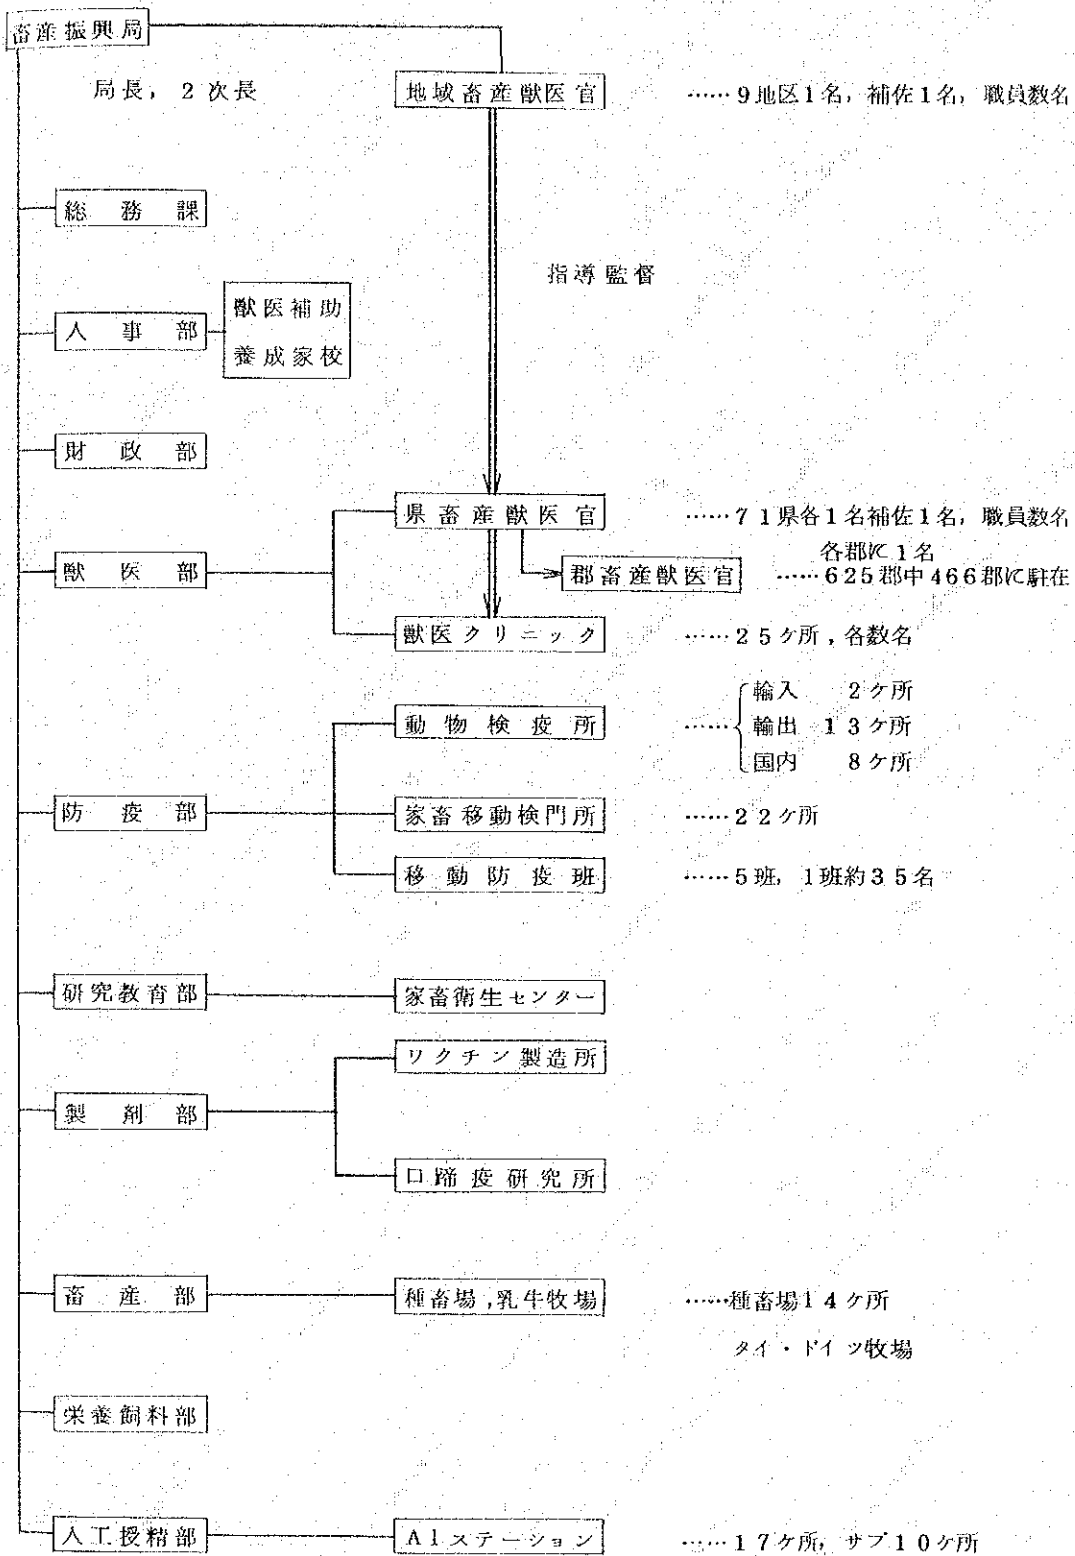 畜産振興局
局長，2次長
地域畜産獣医官 ……9地区1名，補佐1名，職員数名
総務課
指導監督
人事部
獣医補助
養成家校
財政部
県畜産獣医官 ……71県各1名補佐1名，職員数名
各郡に1名
獣医部
郡畜産獣医官 ……625郡中466郡に駐在
獣医クリニック ……25ケ所，各数名
輸入 2ケ所
動物検疫所 ……輸出 13ケ所
国内 8ケ所
防疫部
家畜移動検門所 ……22ケ所
移動防疫班 ……5班，1班約35名
研究教育部
家畜衛生センター
ワクチン製造所
製剤部
口蹄疫研究所
畜産部
種畜場，乳牛牧場 ……種畜場14ケ所
タイ・ドイツ牧場
栄養飼料部
人工授精部
AIステーション ……17ケ所，サブ10ケ所